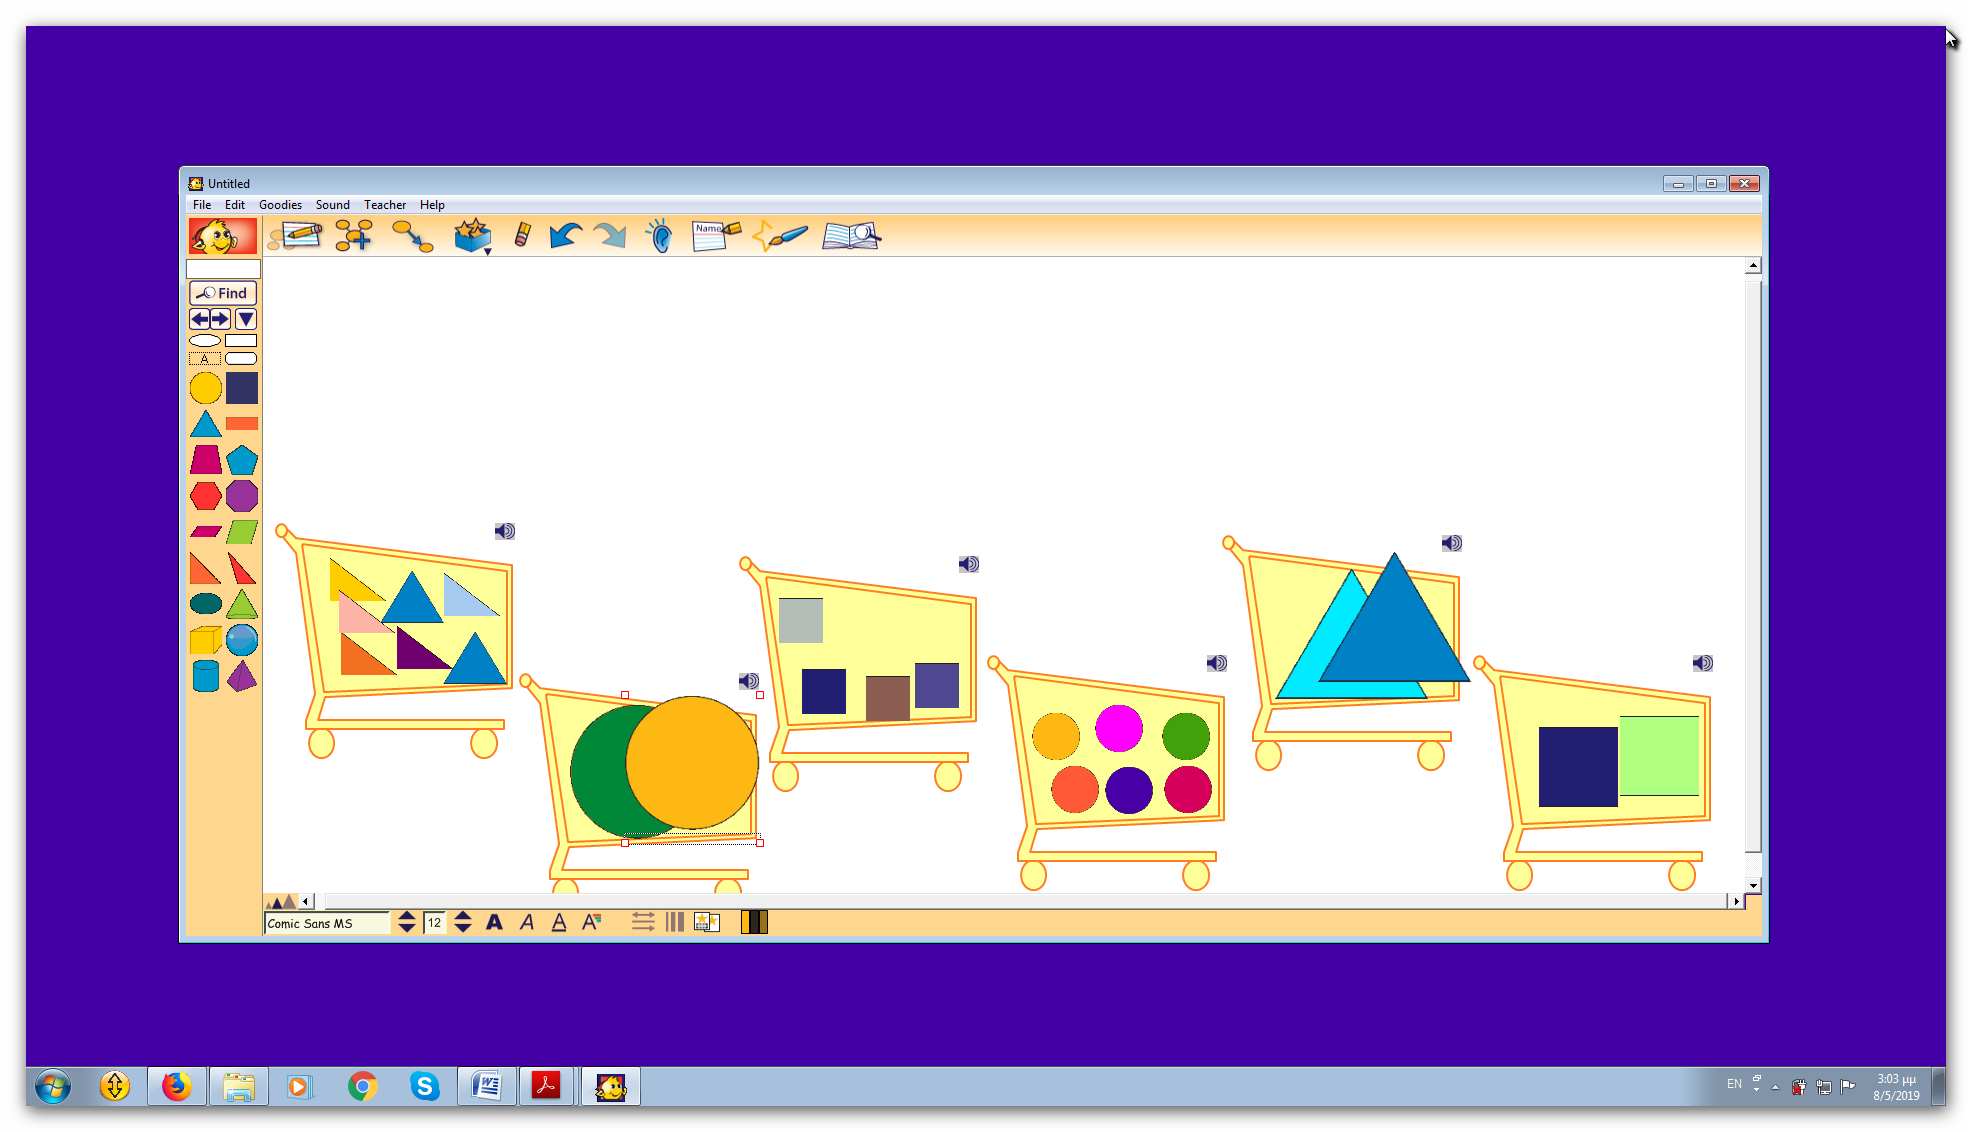 Untitled
File Edit Goodies Sound Teacher Help
Name
Find
A
Comic Sans MS 12 A A A A
EN
3:03 μμ
8/5/2019